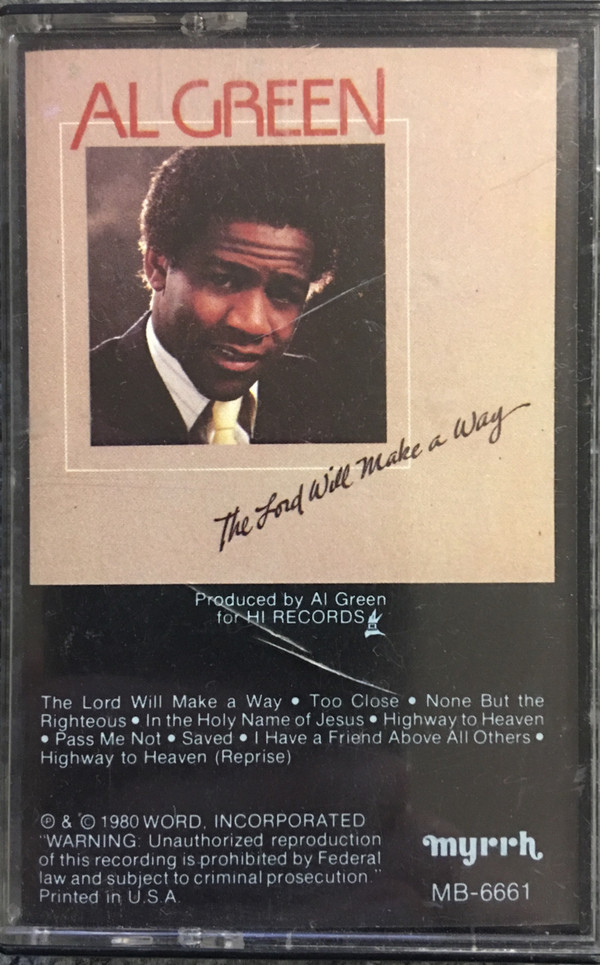 AL GREEN
The Lord Will Make a Way
Produced by Al Green
for HI RECORDS
The Lord Will Make a Way • Too Close • None But the
Righteous • In the Holy Name of Jesus • Highway to Heaven
• Pass Me Not • Saved • I Have a Friend Above All Others •
Highway to Heaven (Reprise)
℗ & © 1980 WORD, INCORPORATED
"WARNING: Unauthorized reproduction
of this recording is prohibited by Federal
law and subject to criminal prosecution."
Printed in U.S.A.
myrrh
MB-6661